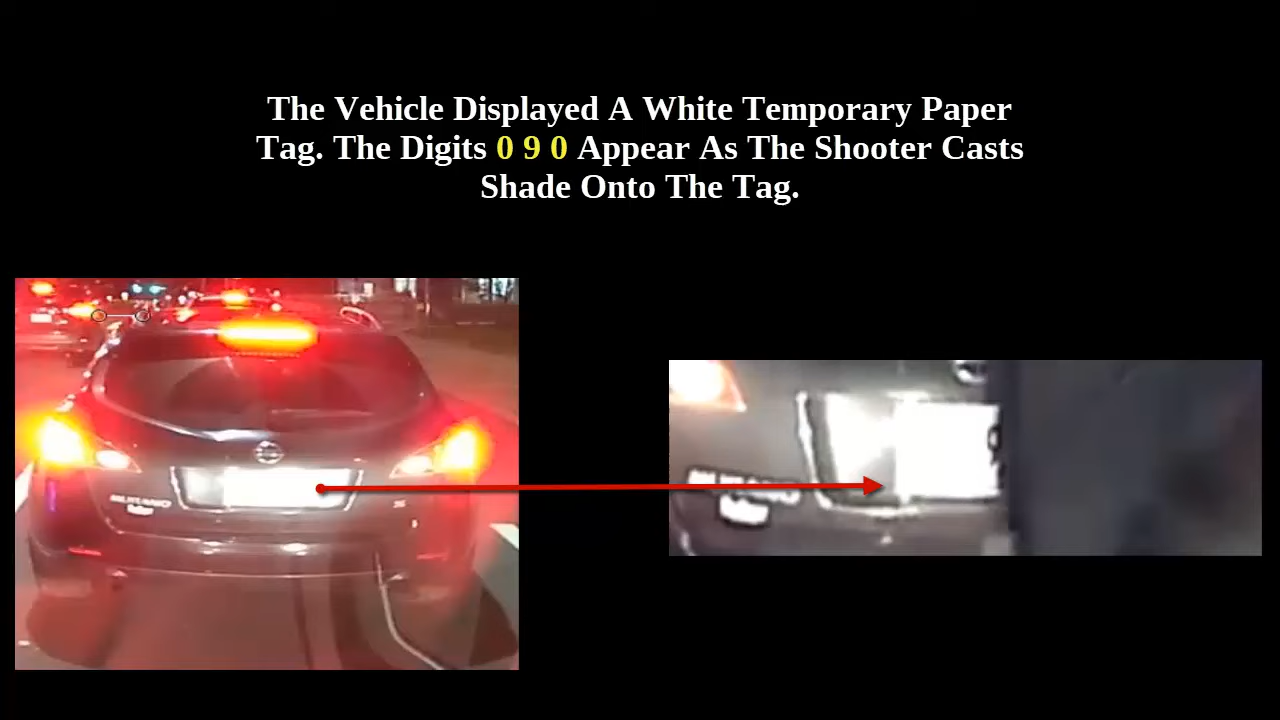 The Vehicle Displayed A White Temporary Paper
Tag. The Digits 0 9 0 Appear As The Shooter Casts
Shade Onto The Tag.
MURANO